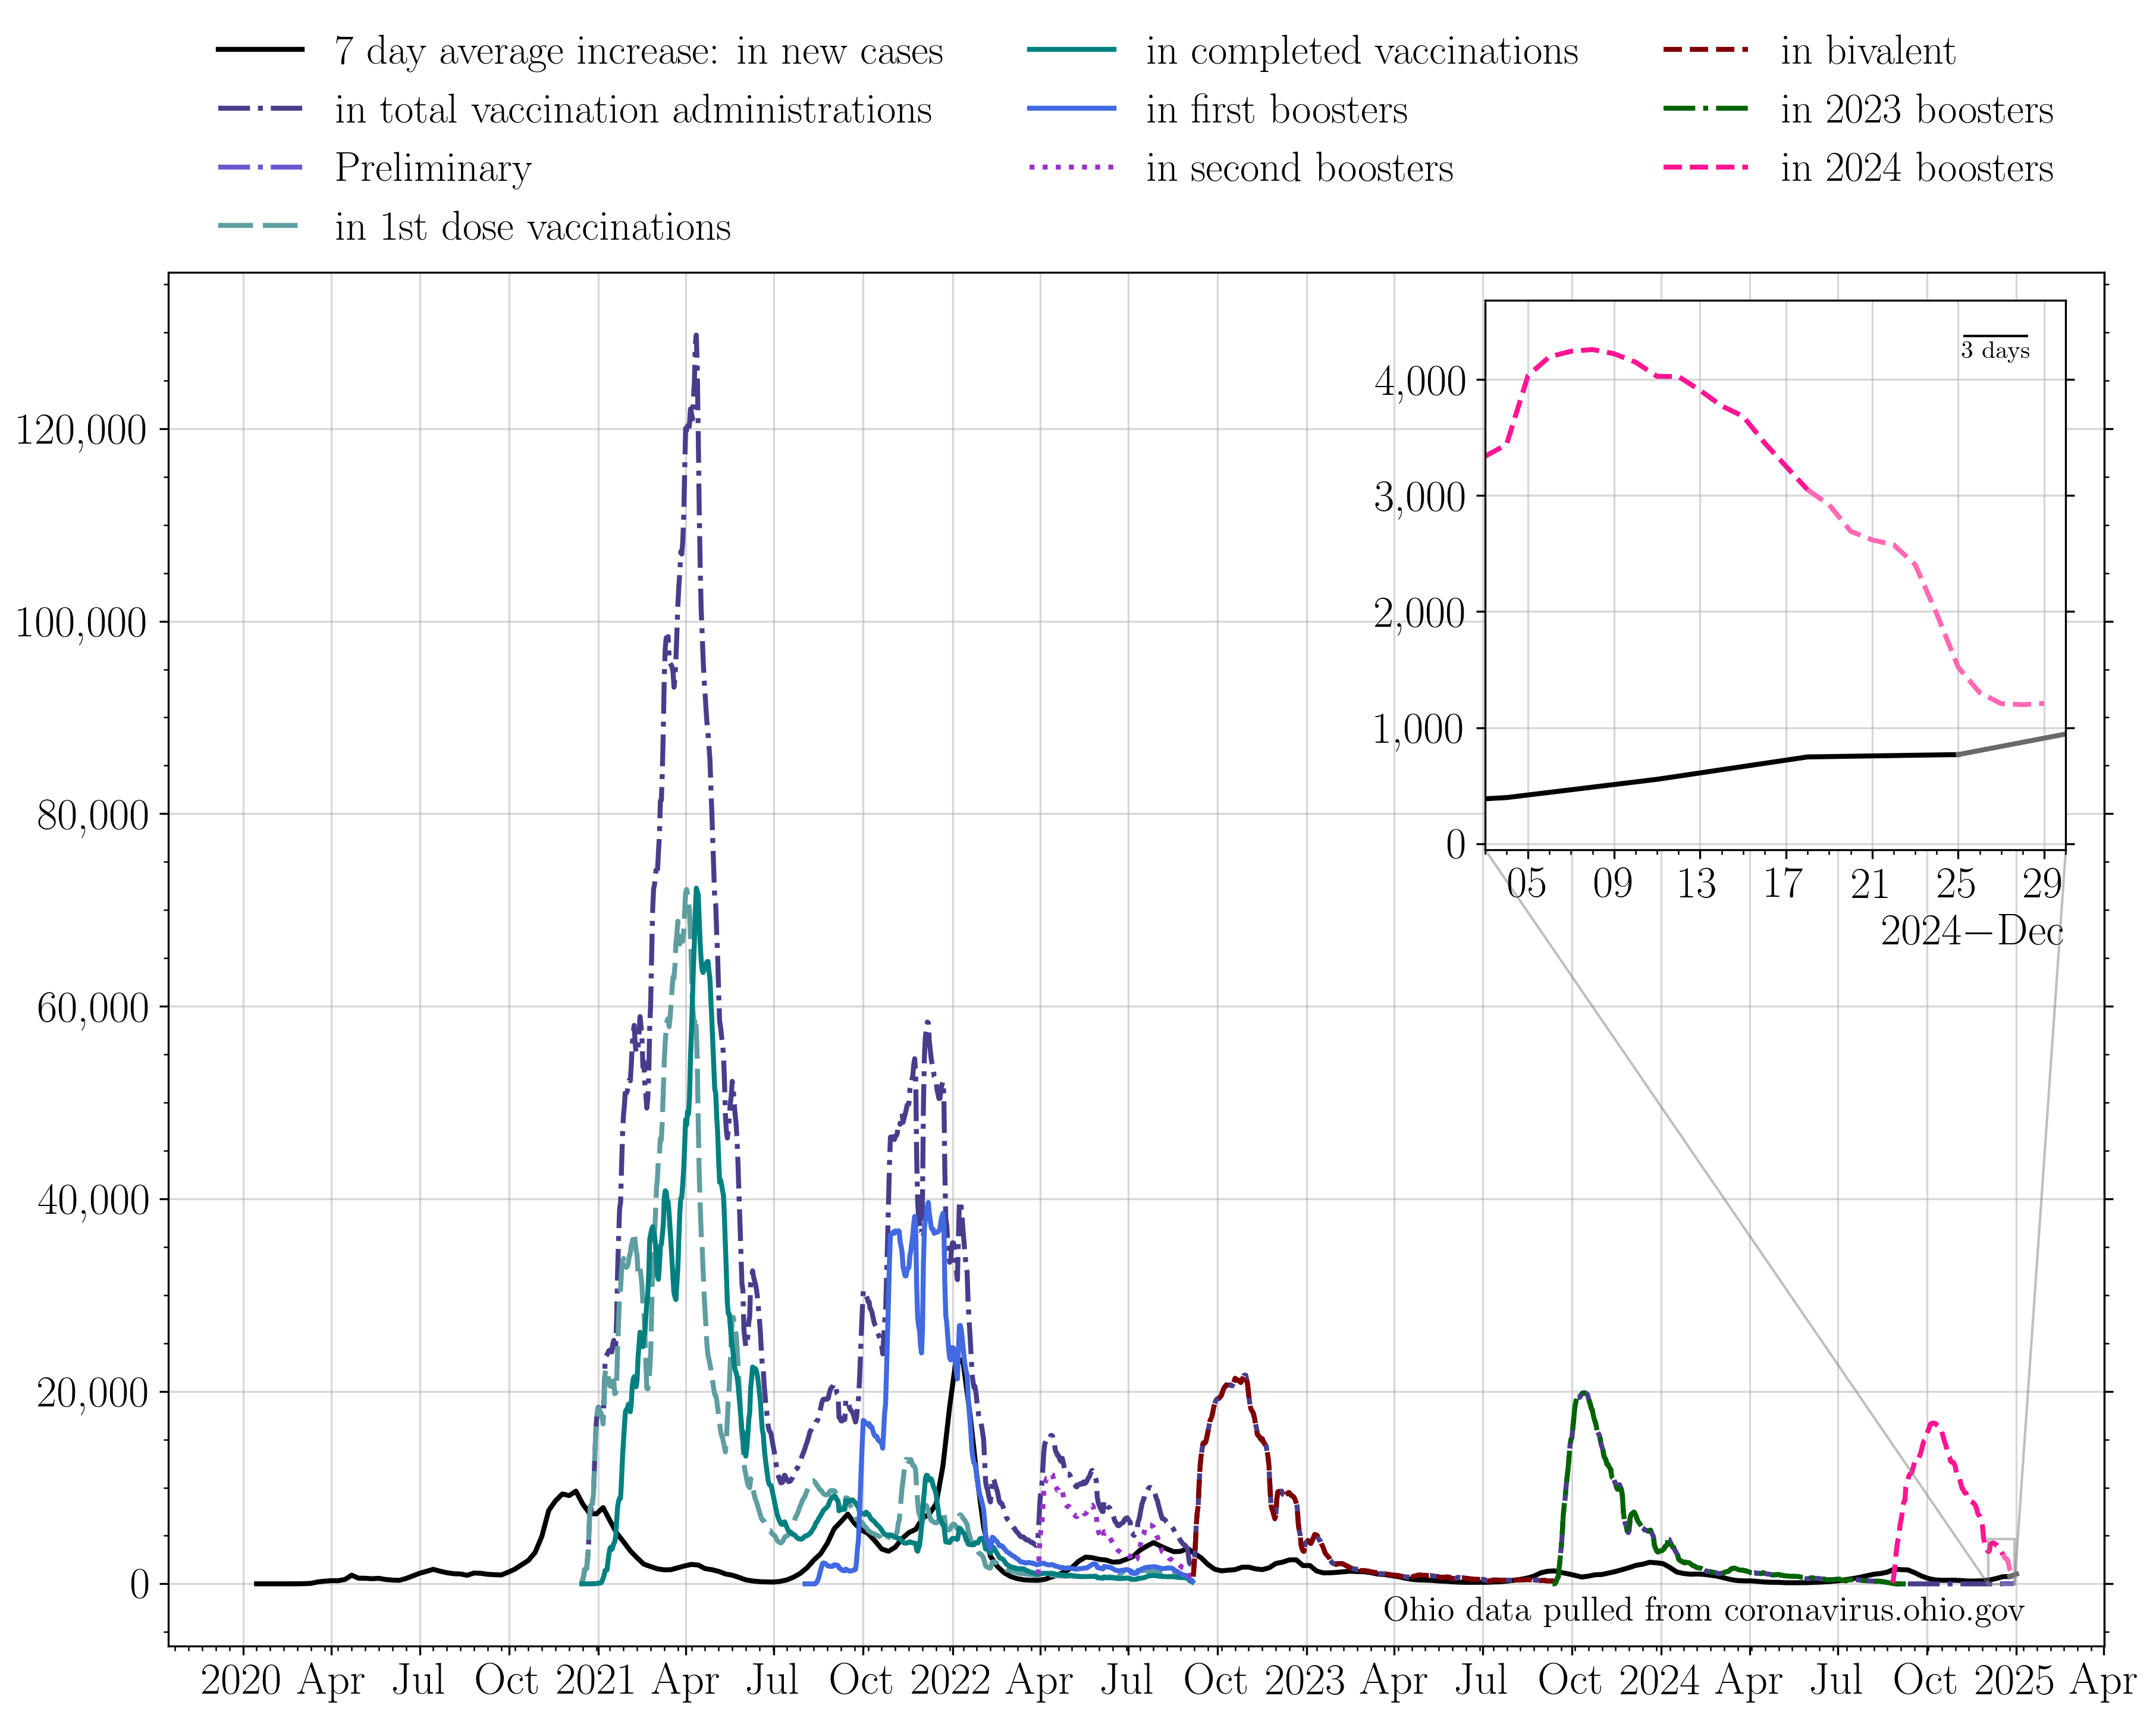 7 day average increase: in new cases
in total vaccination administrations
Preliminary
in 1st dose vaccinations
in completed vaccinations
in first boosters
in second boosters
in bivalent
in 2023 boosters
in 2024 boosters
120,000
100,000
80,000
60,000
40,000
20,000
0
3 days
4,000
3,000
2,000
1,000
0
05 09 13 17 21 25 29
2024−Dec
Ohio data pulled from coronavirus.ohio.gov
2020 Apr Jul Oct 2021 Apr Jul Oct 2022 Apr Jul Oct 2023 Apr Jul Oct 2024 Apr Jul Oct 2025 Apr